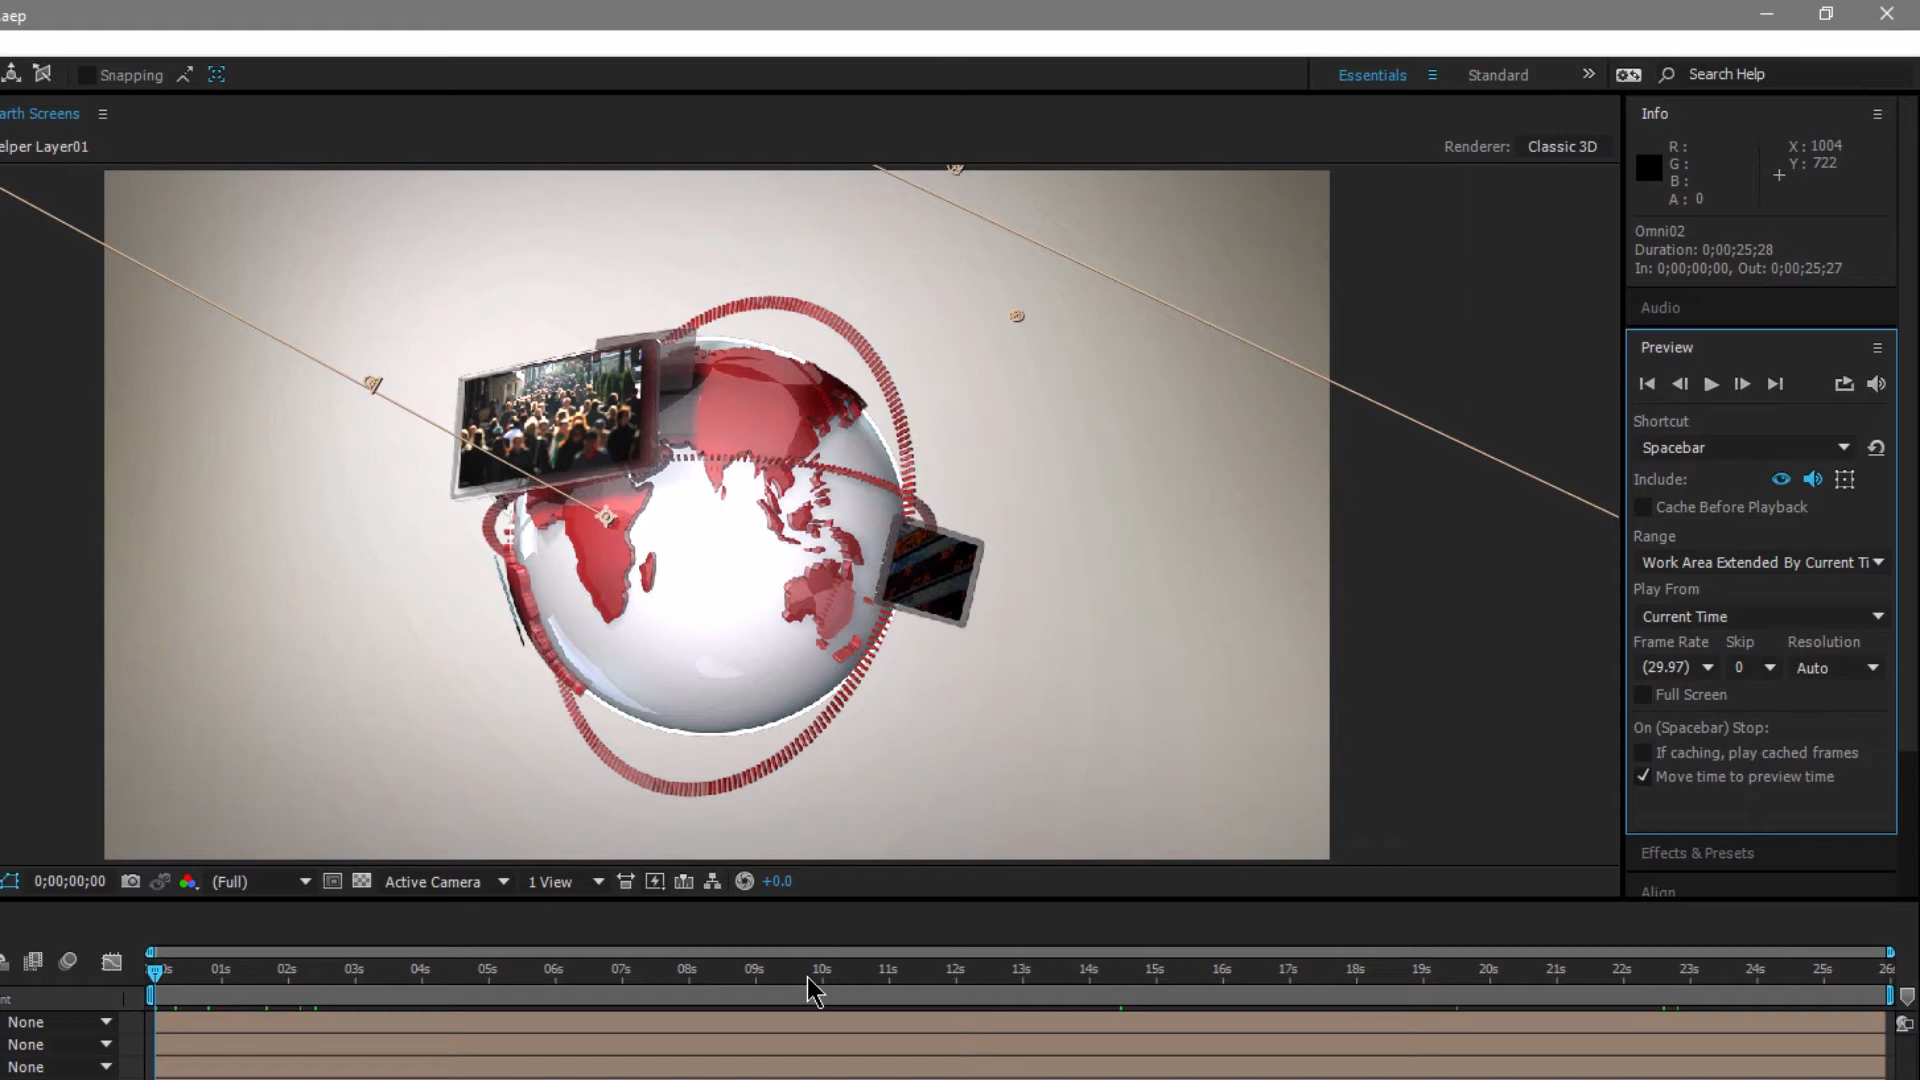 .aep
Snapping
Essentials
Standard
Search Help
arth Screens
elper Layer01
Renderer: Classic 3D
Info
R :
G :
B :
A : 0
X : 1004
Y : 722
Omni02
Duration: 0;00;25;28
In: 0;00;00;00, Out: 0;00;25;27
Audio
Preview
Shortcut
Spacebar
Include:
Cache Before Playback
Range
Work Area Extended By Current Ti
Play From
Current Time
Frame Rate Skip Resolution
(29.97) 0 Auto
Full Screen
On (Spacebar) Stop:
If caching, play cached frames
Move time to preview time
Effects & Presets
Align
0;00;00;00 (Full) Active Camera 1 View +0.0
s 01s 02s 03s 04s 05s 06s 07s 08s 09s 10s 11s 12s 13s 14s 15s 16s 17s 18s 19s 20s 21s 22s 23s 24s 25s 26s
nt
None
None
None